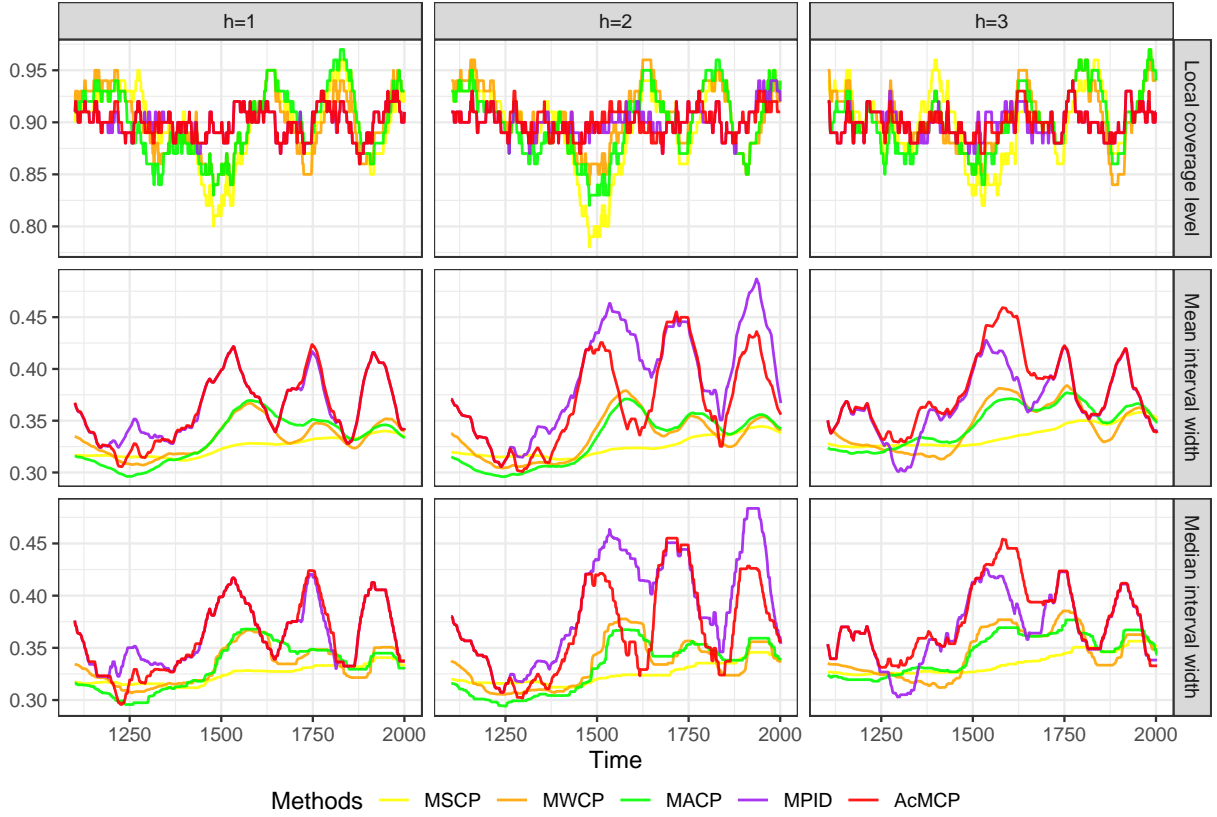 h=1 h=2 h=3
0.95
0.90
0.85
0.80
Local coverage level
0.45
0.40
0.35
0.30
Mean interval width
0.45
0.40
0.35
0.30
Median interval width
1250 1500 1750 2000 1250 1500 1750 2000 1250 1500 1750 2000
Time
Methods MSCP MWCP MACP MPID AcMCP